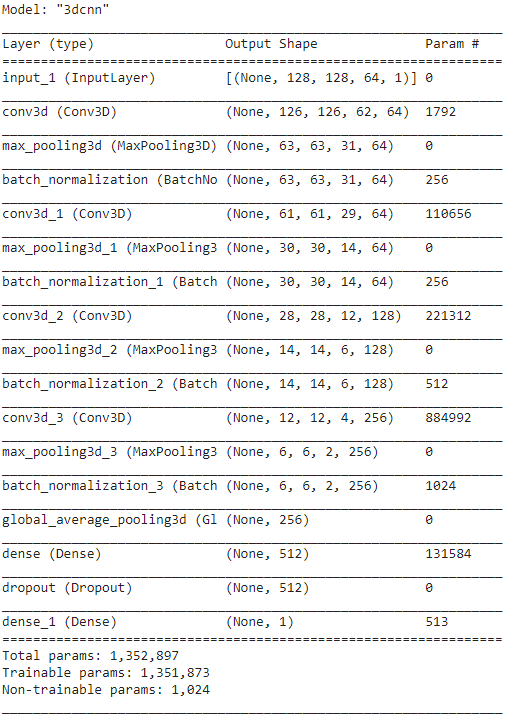 Model: "3dcnn"
Layer (type) Output Shape Param #
input_1 (InputLayer) [(None, 128, 128, 64, 1)] 0
conv3d (Conv3D) (None, 126, 126, 62, 64) 1792
max_pooling3d (MaxPooling3D) (None, 63, 63, 31, 64) 0
batch_normalization (BatchNo (None, 63, 63, 31, 64) 256
conv3d_1 (Conv3D) (None, 61, 61, 29, 64) 110656
max_pooling3d_1 (MaxPooling3 (None, 30, 30, 14, 64) 0
batch_normalization_1 (Batch (None, 30, 30, 14, 64) 256
conv3d_2 (Conv3D) (None, 28, 28, 12, 128) 221312
max_pooling3d_2 (MaxPooling3 (None, 14, 14, 6, 128) 0
batch_normalization_2 (Batch (None, 14, 14, 6, 128) 512
conv3d_3 (Conv3D) (None, 12, 12, 4, 256) 884992
max_pooling3d_3 (MaxPooling3 (None, 6, 6, 2, 256) 0
batch_normalization_3 (Batch (None, 6, 6, 2, 256) 1024
global_average_pooling3d (Gl (None, 256) 0
dense (Dense) (None, 512) 131584
dropout (Dropout) (None, 512) 0
dense_1 (Dense) (None, 1) 513
Total params: 1,352,897
Trainable params: 1,351,873
Non-trainable params: 1,024